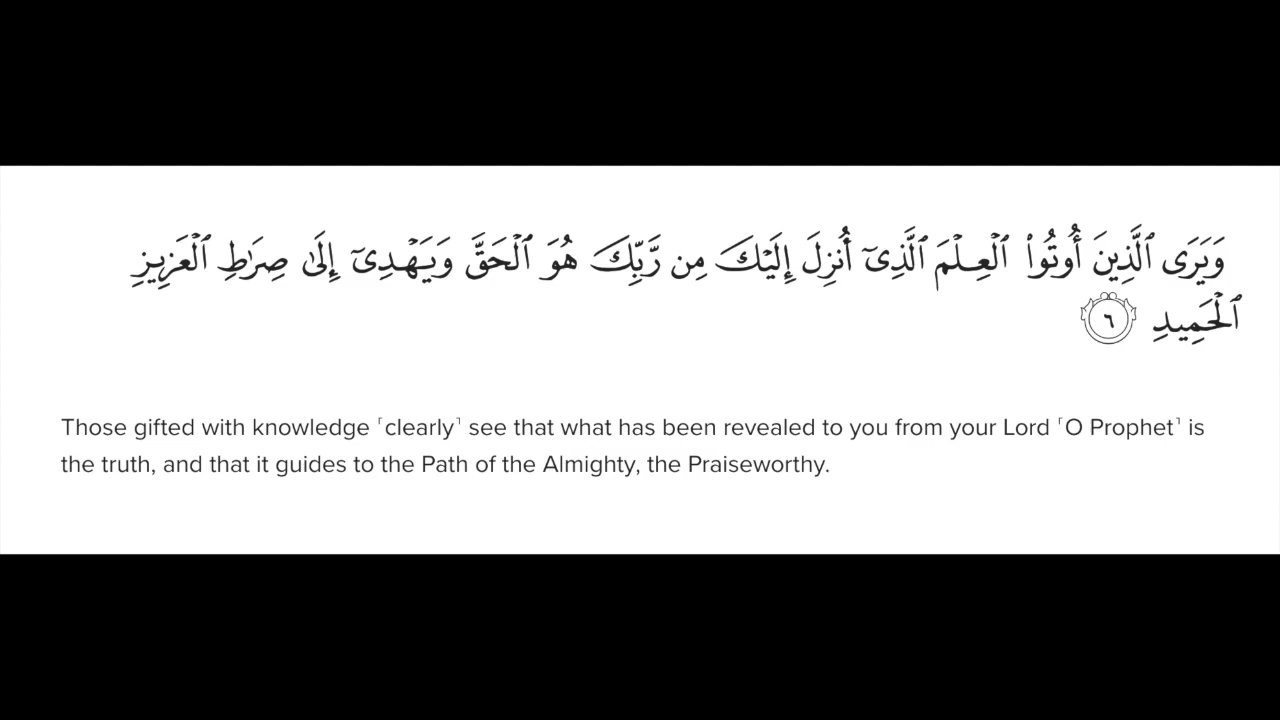 وَيَرَى ٱلَّذِينَ أُوتُوا۟ ٱلْعِلْمَ ٱلَّذِىٓ أُنزِلَ إِلَيْكَ مِن رَّبِّكَ هُوَ ٱلْحَقَّ وَيَهْدِىٓ إِلَىٰ صِرَٰطِ ٱلْعَزِيزِ
ٱلْحَمِيدِ ٦
Those gifted with knowledge ˹clearly˺ see that what has been revealed to you from your Lord ˹O Prophet˺ is
the truth, and that it guides to the Path of the Almighty, the Praiseworthy.